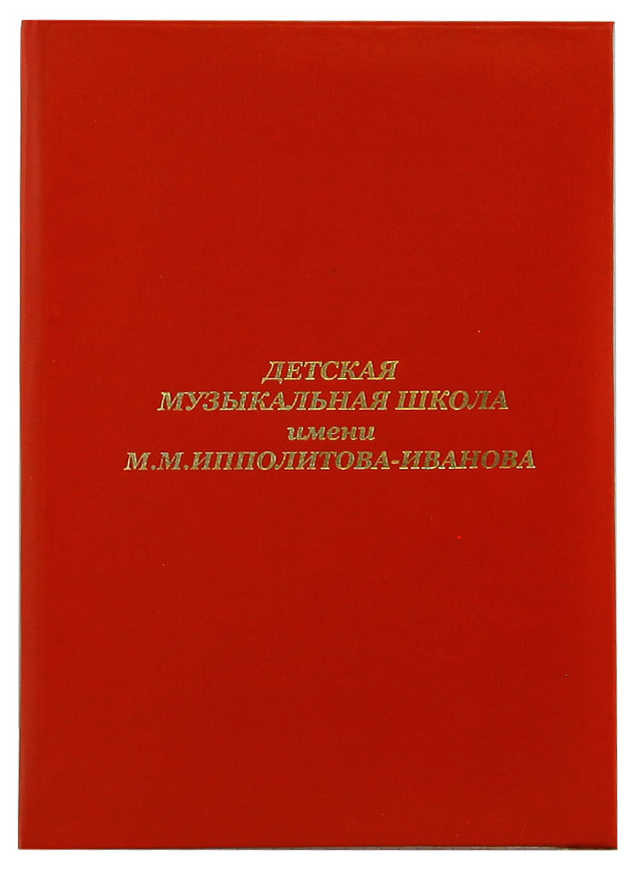 ДЕТСКАЯ
МУЗЫКАЛЬНАЯ ШКОЛА
имени
М.М.ИППОЛИТОВА-ИВАНОВА